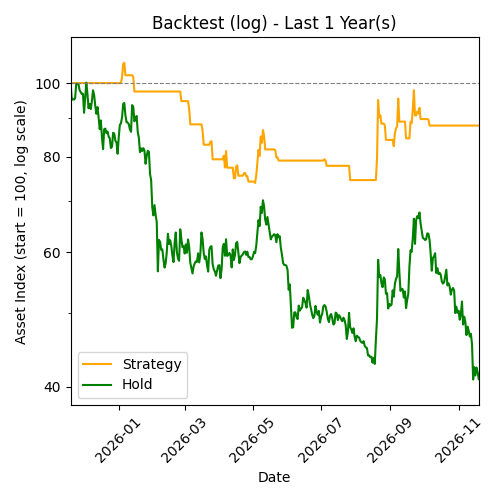 Backtest (log) - Last 1 Year(s)
Asset Index (start = 100, log scale)
100
80
60
40
Strategy
Hold
2026-01
2026-03
2026-05
2026-07
2026-09
2026-11
Date